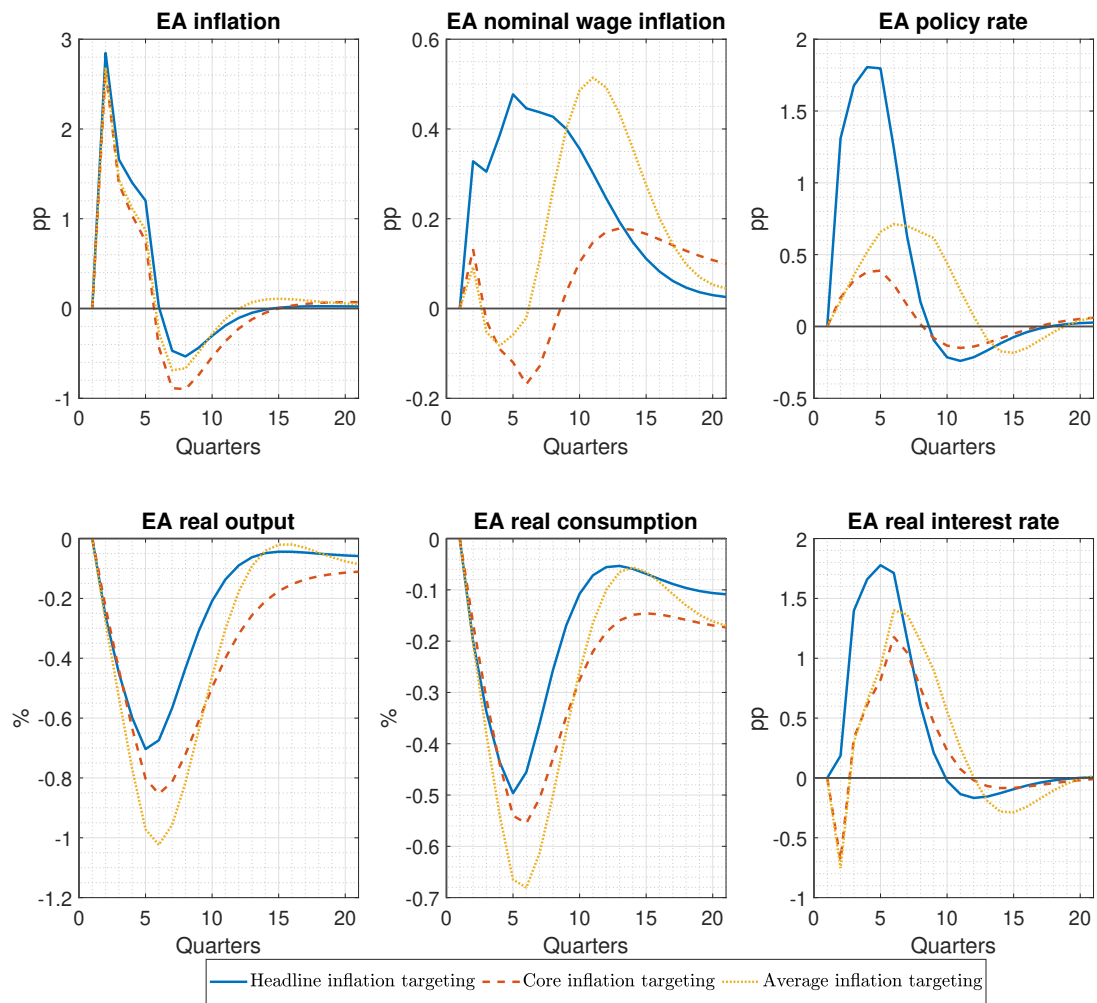 EA inflation
EA nominal wage inflation
EA policy rate
3
2
1
0
-1
pp
0 5 10 15 20
Quarters
0.6
0.4
0.2
0
-0.2
pp
0 5 10 15 20
Quarters
2
1.5
1
0.5
0
-0.5
pp
0 5 10 15 20
Quarters
EA real output
EA real consumption
EA real interest rate
0
-0.2
-0.4
-0.6
-0.8
-1
-1.2
%
0 5 10 15 20
Quarters
0
-0.1
-0.2
-0.3
-0.4
-0.5
-0.6
-0.7
%
0 5 10 15 20
Quarters
2
1.5
1
0.5
0
-0.5
-1
pp
0 5 10 15 20
Quarters
Headline inflation targeting Core inflation targeting Average inflation targeting